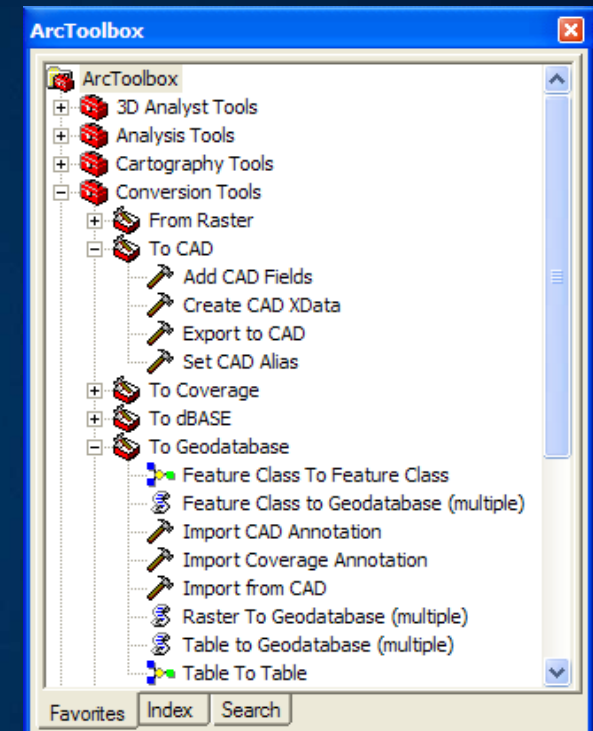 ArcToolbox
ArcToolbox
3D Analyst Tools
Analysis Tools
Cartography Tools
Conversion Tools
From Raster
To CAD
Add CAD Fields
Create CAD XData
Export to CAD
Set CAD Alias
To Coverage
To dBASE
To Geodatabase
Feature Class To Feature Class
Feature Class to Geodatabase (multiple)
Import CAD Annotation
Import Coverage Annotation
Import from CAD
Raster To Geodatabase (multiple)
Table to Geodatabase (multiple)
Table To Table
Favorites Index Search